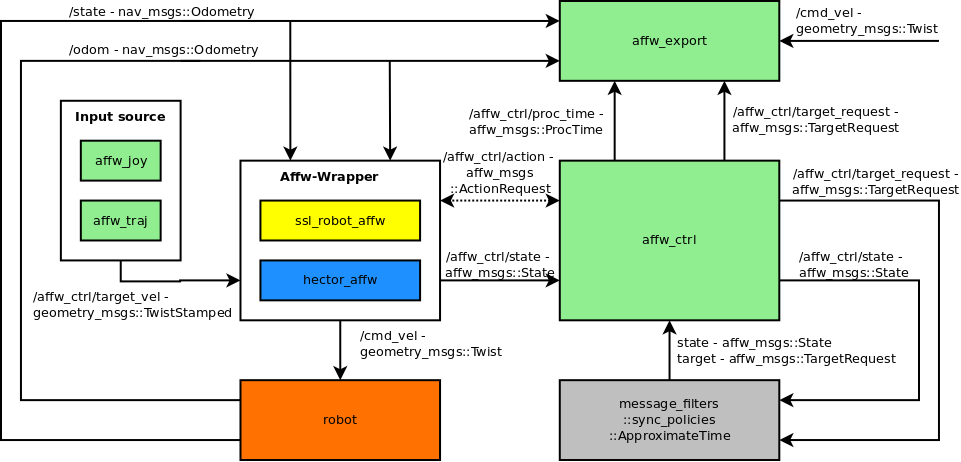 /state - nav_msgs::Odometry
/odom - nav_msgs::Odometry
affw_export
/cmd_vel -
geometry_msgs::Twist
Input source
affw_joy
affw_traj
/affw_ctrl/proc_time -
affw_msgs::ProcTime
/affw_ctrl/target_request -
affw_msgs::TargetRequest
/affw_ctrl/action -
affw_msgs
::ActionRequest
Affw-Wrapper
ssl_robot_affw
hector_affw
affw_ctrl
/affw_ctrl/target_request -
affw_msgs::TargetRequest
/affw_ctrl/state -
affw_msgs::State
/affw_ctrl/state -
affw_msgs::State
/affw_ctrl/target_vel -
geometry_msgs::TwistStamped
/cmd_vel -
geometry_msgs::Twist
state - affw_msgs::State
target - affw_msgs::TargetRequest
robot
message_filters
::sync_policies
::ApproximateTime